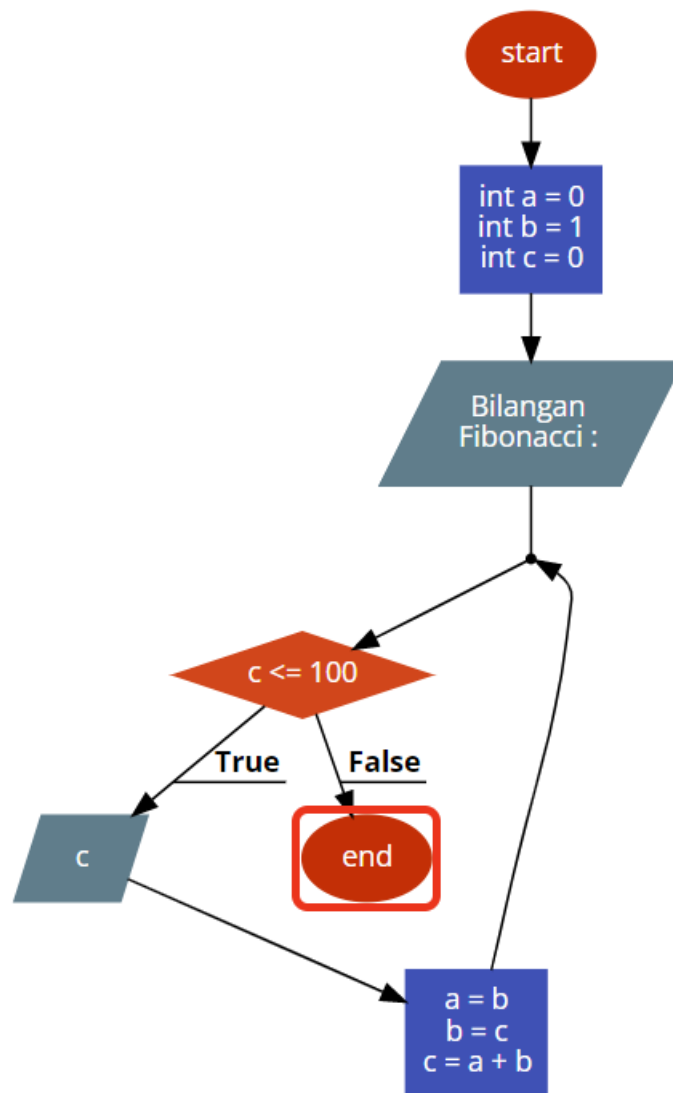 start
int a = 0
int b = 1
int c = 0
Bilangan
Fibonacci :
c <= 100
True
False
c
end
a = b
b = c
c = a + b